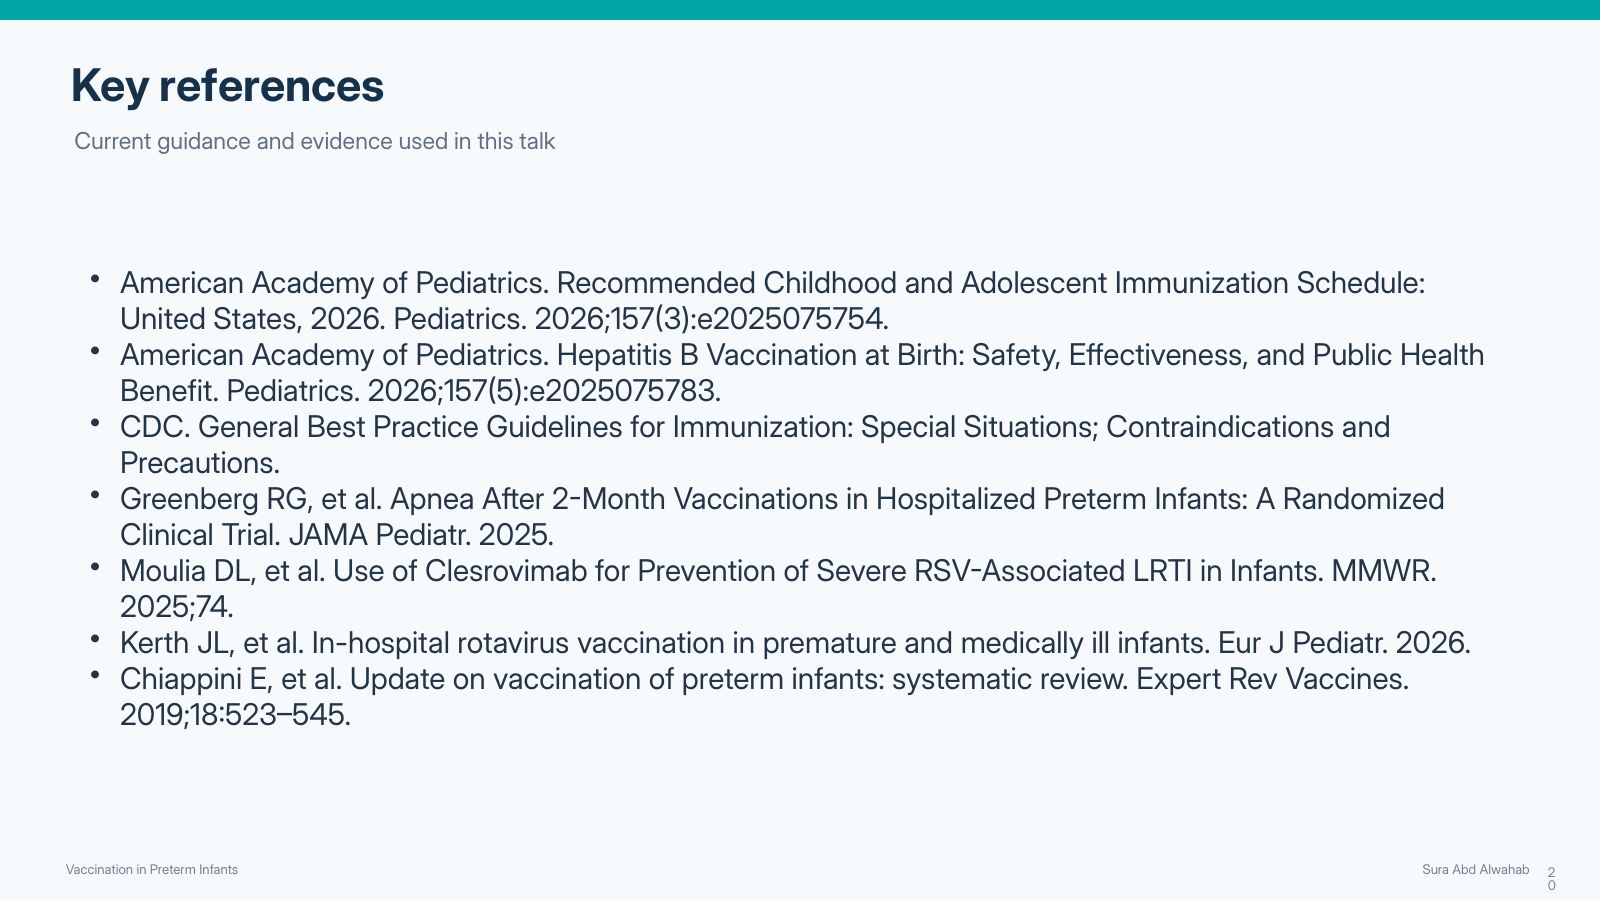 Key references
Current guidance and evidence used in this talk
• American Academy of Pediatrics. Recommended Childhood and Adolescent Immunization Schedule:
United States, 2026. Pediatrics. 2026;157(3):e2025075754.
• American Academy of Pediatrics. Hepatitis B Vaccination at Birth: Safety, Effectiveness, and Public Health
Benefit. Pediatrics. 2026;157(5):e2025075783.
• CDC. General Best Practice Guidelines for Immunization: Special Situations; Contraindications and
Precautions.
• Greenberg RG, et al. Apnea After 2-Month Vaccinations in Hospitalized Preterm Infants: A Randomized
Clinical Trial. JAMA Pediatr. 2025.
• Moulia DL, et al. Use of Clesrovimab for Prevention of Severe RSV-Associated LRTI in Infants. MMWR.
2025;74.
• Kerth JL, et al. In-hospital rotavirus vaccination in premature and medically ill infants. Eur J Pediatr. 2026.
• Chiappini E, et al. Update on vaccination of preterm infants: systematic review. Expert Rev Vaccines.
2019;18:523–545.
Vaccination in Preterm Infants
Sura Abd Alwahab
2
0